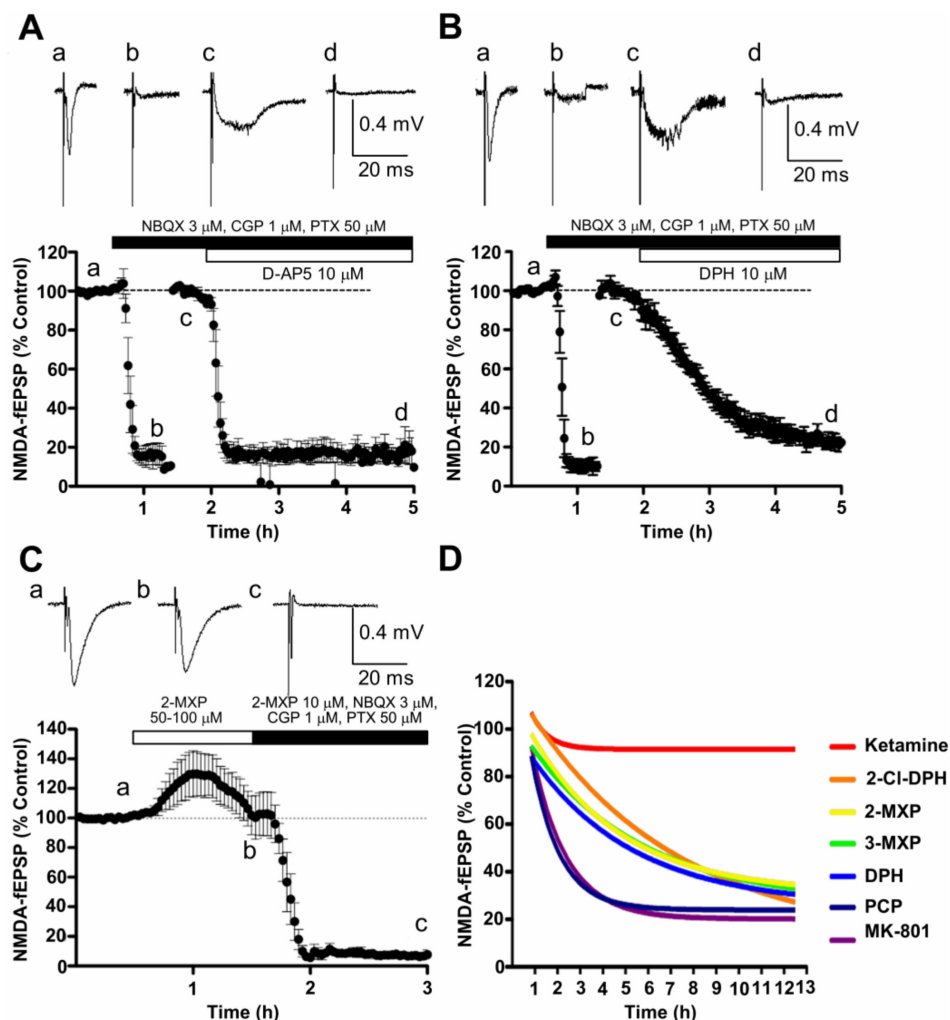 A
a
b
c
d
0.4 mV
20 ms
NBQX 3 μM, CGP 1 μM, PTX 50 μM
D-AP5 10 μM
NMDA-fEPSP (% Control)
120
100
80
60
40
20
0
a
b
c
d
1
2
3
4
5
Time (h)
B
a
b
c
d
0.4 mV
20 ms
NBQX 3 μM, CGP 1 μM, PTX 50 μM
DPH 10 μM
NMDA-fEPSP (% Control)
120
100
80
60
40
20
0
a
b
c
d
1
2
3
4
5
Time (h)
C
a
b
c
0.4 mV
20 ms
2-MXP
50-100 μM
2-MXP 10 μM, NBQX 3 μM,
CGP 1 μM, PTX 50 μM
NMDA-fEPSP (% Control)
140
120
100
80
60
40
20
0
a
b
c
1
2
3
Time (h)
D
NMDA-fEPSP (% Control)
120
100
80
60
40
20
0
1 2 3 4 5 6 7 8 9 10 11 12 13
Time (h)
Ketamine
2-Cl-DPH
2-MXP
3-MXP
DPH
PCP
MK-801